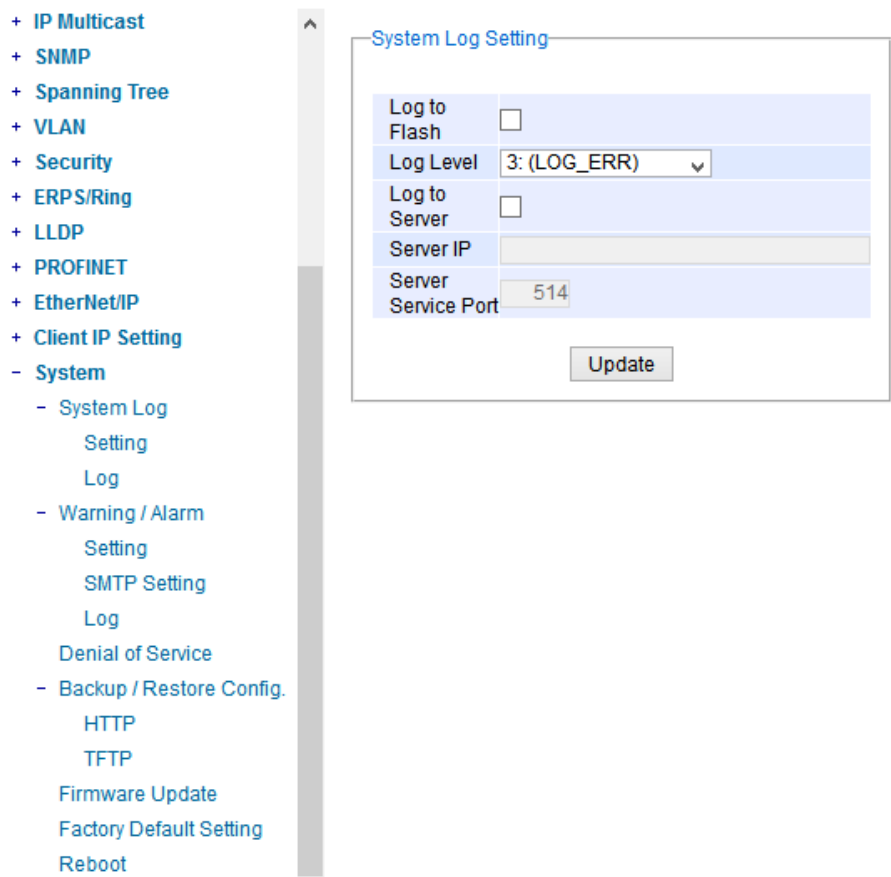 + IP Multicast
+ SNMP
+ Spanning Tree
+ VLAN
+ Security
+ ERPS/Ring
+ LLDP
+ PROFINET
+ EtherNet/IP
+ Client IP Setting
- System
- System Log
Setting
Log
- Warning / Alarm
Setting
SMTP Setting
Log
Denial of Service
- Backup / Restore Config.
HTTP
TFTP
Firmware Update
Factory Default Setting
Reboot
System Log Setting
Log to
Flash
Log Level 3: (LOG_ERR)
Log to
Server
Server IP
Server
Service Port 514
Update